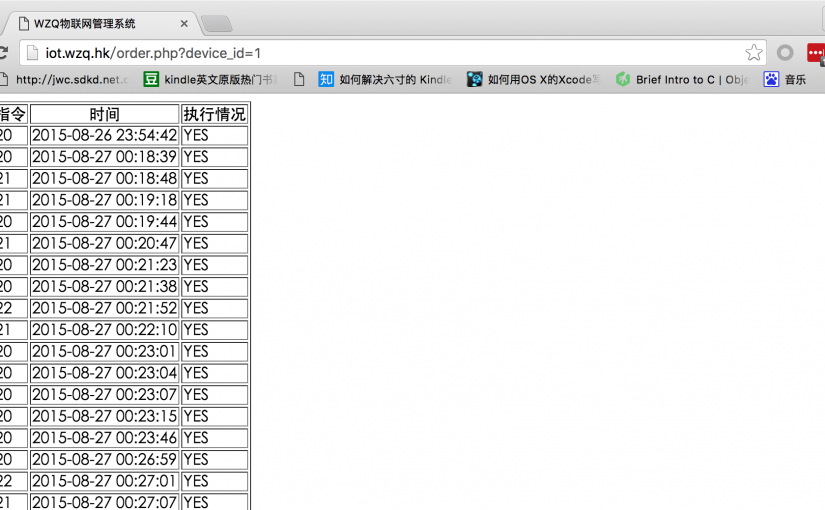 WZQ物联网管理系统
iot.wzq.hk/order.php?device_id=1
http://jwc.sdkd.net.c kindle英文原版热门书 知 如何解决六寸的 Kindle 如何用OS X的Xcode写 Brief Intro to C | Obje 音乐
指令 时间 执行情况
20 2015-08-26 23:54:42 YES
20 2015-08-27 00:18:39 YES
21 2015-08-27 00:18:48 YES
21 2015-08-27 00:19:18 YES
20 2015-08-27 00:19:44 YES
21 2015-08-27 00:20:47 YES
20 2015-08-27 00:21:23 YES
20 2015-08-27 00:21:38 YES
22 2015-08-27 00:21:52 YES
21 2015-08-27 00:22:10 YES
20 2015-08-27 00:23:01 YES
20 2015-08-27 00:23:04 YES
20 2015-08-27 00:23:07 YES
20 2015-08-27 00:23:15 YES
20 2015-08-27 00:23:46 YES
20 2015-08-27 00:26:59 YES
22 2015-08-27 00:27:01 YES
21 2015-08-27 00:27:07 YES